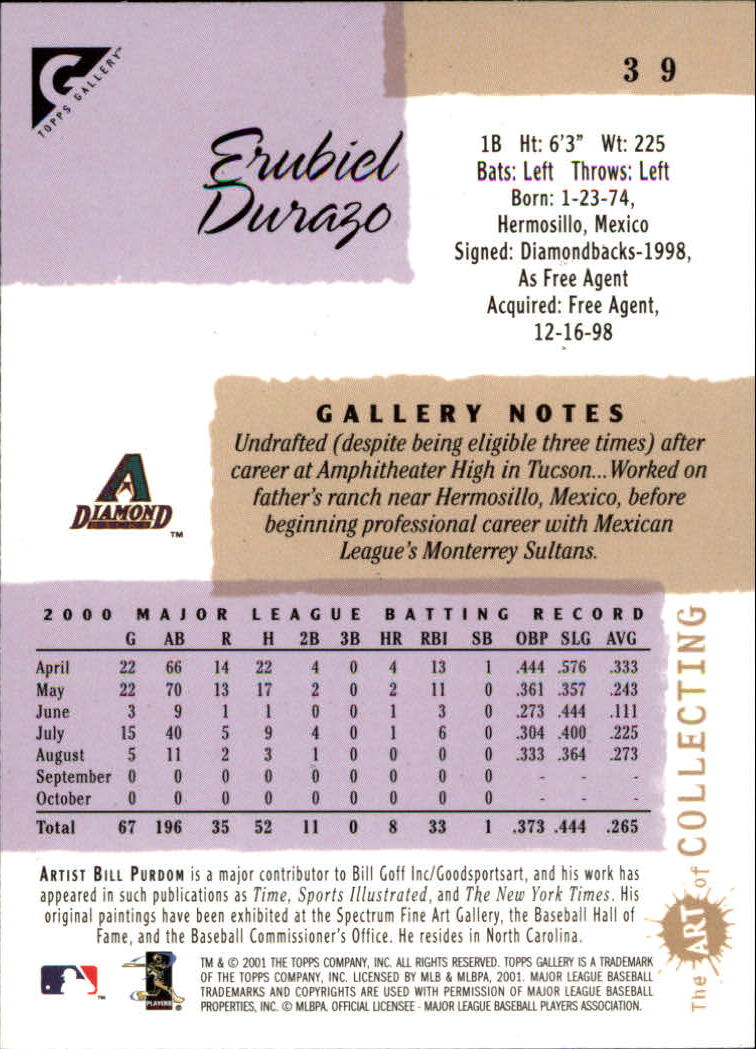 G
TOPPS GALLERY™
3 9
Erubiel
Durazo
1B Ht: 6'3" Wt: 225
Bats: Left Throws: Left
Born: 1-23-74,
Hermosillo, Mexico
Signed: Diamondbacks-1998,
As Free Agent
Acquired: Free Agent,
12-16-98
A
DIAMOND
™
GALLERY NOTES
Undrafted (despite being eligible three times) after
career at Amphitheater High in Tucson...Worked on
father's ranch near Hermosillo, Mexico, before
beginning professional career with Mexican
League's Monterrey Sultans.
2000 MAJOR LEAGUE BATTING RECORD
G AB R H 2B 3B HR RBI SB OBP SLG AVG
April 22 66 14 22 4 0 4 13 1 .444 .576 .333
May 22 70 13 17 2 0 2 11 0 .361 .357 .243
June 3 9 1 1 0 0 1 3 0 .273 .444 .111
July 15 40 5 9 4 0 1 6 0 .304 .400 .225
August 5 11 2 3 1 0 0 0 0 .333 .364 .273
September 0 0 0 0 0 0 0 0 0 - - -
October 0 0 0 0 0 0 0 0 0 - - -
Total 67 196 35 52 11 0 8 33 1 .373 .444 .265
The ART of COLLECTING
ARTIST BILL PURDOM is a major contributor to Bill Goff Inc/Goodsportsart, and his work has
appeared in such publications as Time, Sports Illustrated, and The New York Times. His
original paintings have been exhibited at the Spectrum Fine Art Gallery, the Baseball Hall of
Fame, and the Baseball Commissioner's Office. He resides in North Carolina.
™
PLAYERS
®
TM & © 2001 THE TOPPS COMPANY, INC. ALL RIGHTS RESERVED. TOPPS GALLERY IS A TRADEMARK
OF THE TOPPS COMPANY, INC. LICENSED BY MLB & MLBPA, 2001. MAJOR LEAGUE BASEBALL
TRADEMARKS AND COPYRIGHTS ARE USED WITH PERMISSION OF MAJOR LEAGUE BASEBALL
PROPERTIES, INC. © MLBPA. OFFICIAL LICENSEE - MAJOR LEAGUE BASEBALL PLAYERS ASSOCIATION.